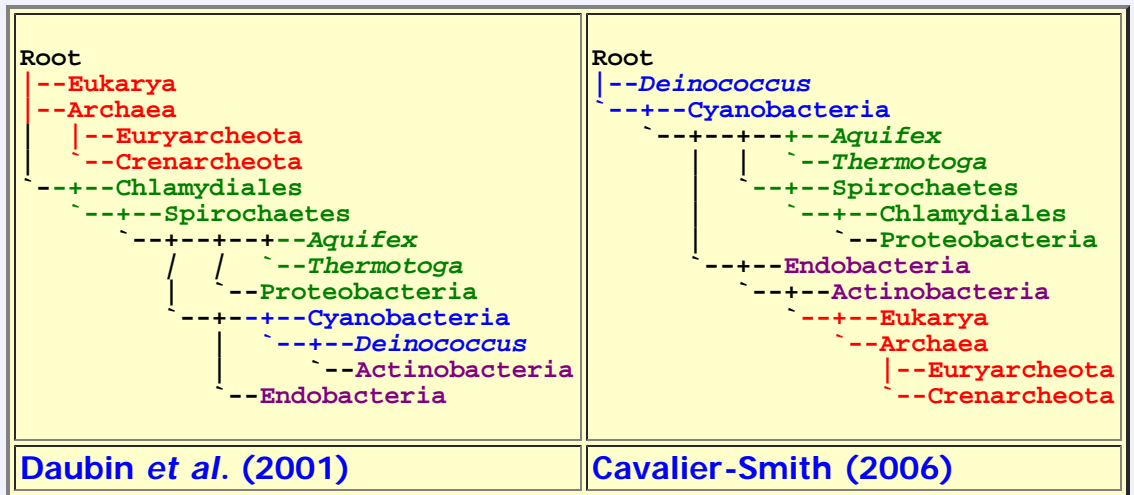 Root
|--Eukarya
|--Archaea
|  |--Euryarcheota
|  `--Crenarcheota
`--+--Chlamydiales
   `--+--Spirochaetes
      `--+--+--+--Aquifex
         /  /  `--Thermotoga
         |  `--Proteobacteria
         `--+--+--Cyanobacteria
            |  `--+--Deinococcus
            |     `--Actinobacteria
            `--Endobacteria
Daubin et al. (2001)
Root
|--Deinococcus
`--+--Cyanobacteria
   `--+--+--+--Aquifex
      |  |  `--Thermotoga
      |  `--+--Spirochaetes
      |     `--+--Chlamydiales
      |        `--Proteobacteria
      `--+--Endobacteria
         `--+--Actinobacteria
            `--+--Eukarya
               `--Archaea
                  |--Euryarcheota
                  `--Crenarcheota
Cavalier-Smith (2006)